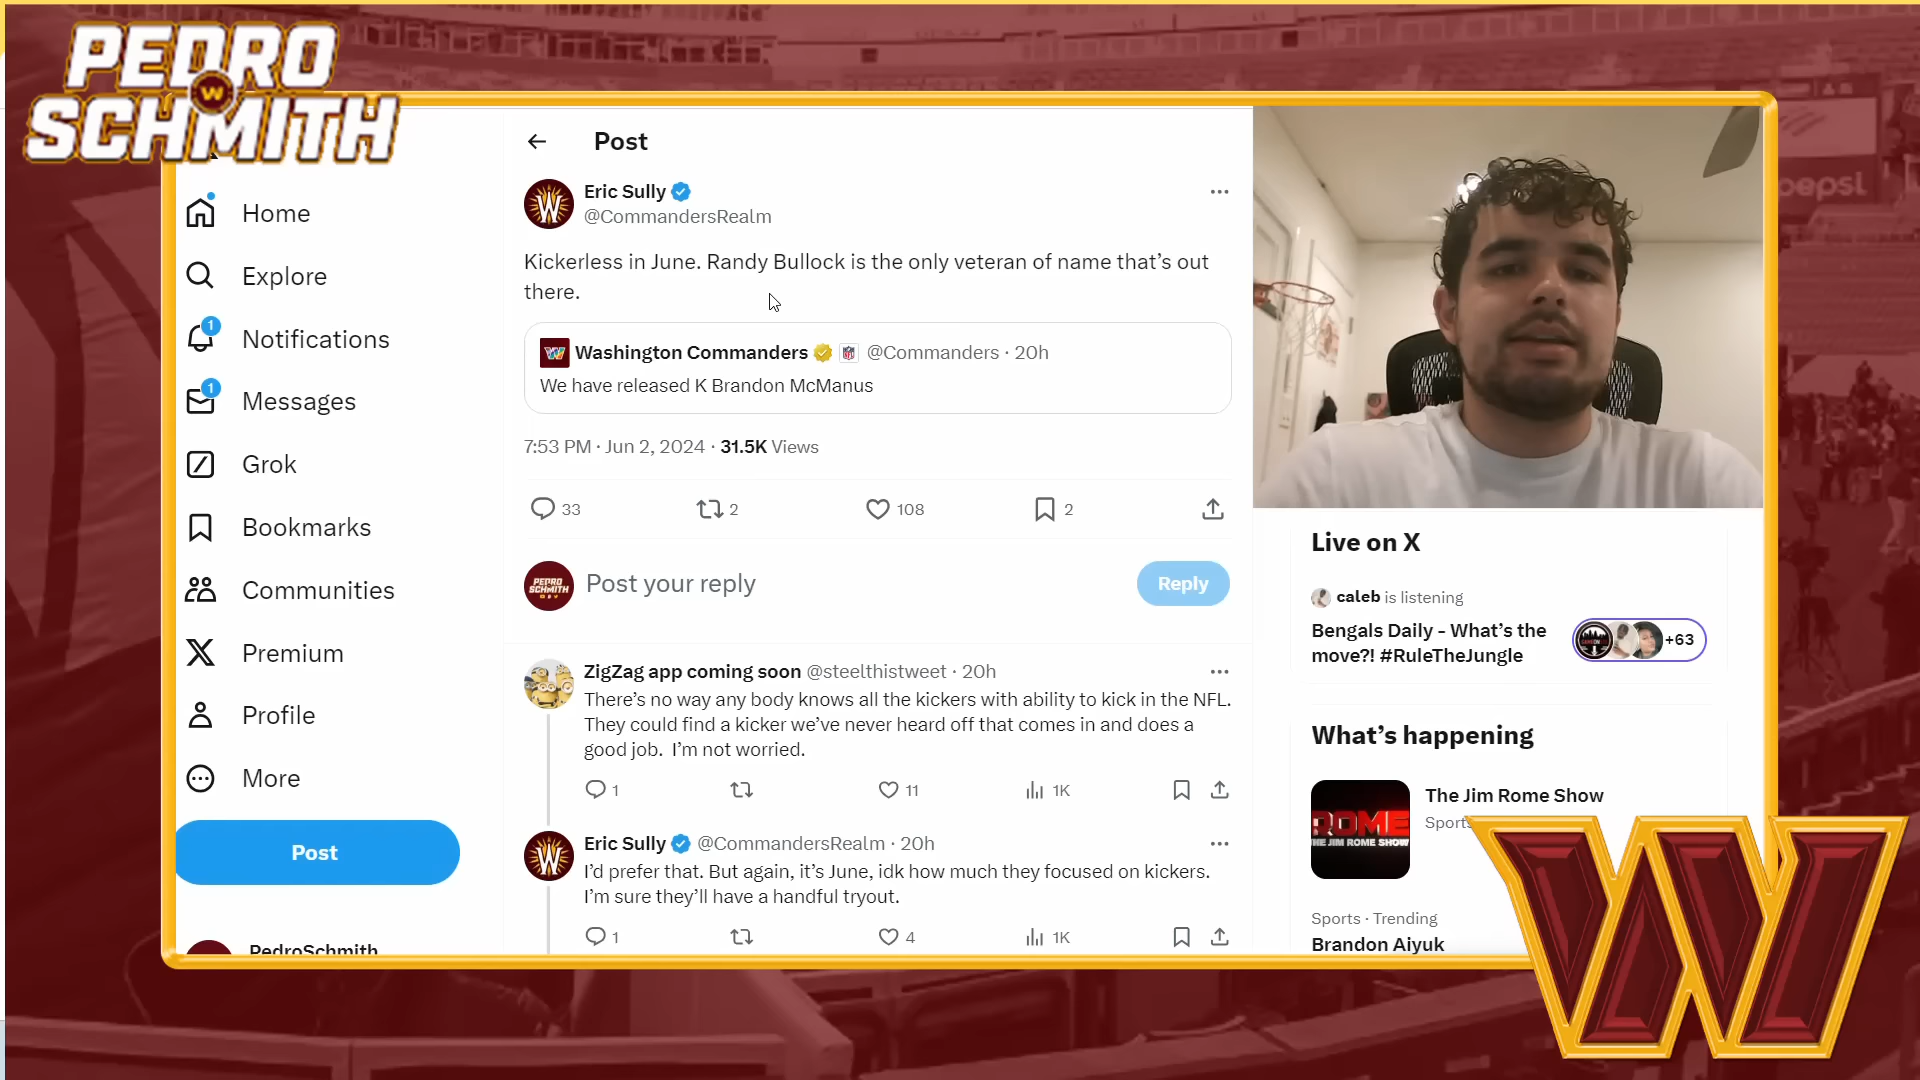 PEDRO
W
SCHMITH
Home
Explore
1
Notifications
1
Messages
Grok
Bookmarks
Communities
Premium
Profile
More
Post
PedroSchmith
Post
Eric Sully
@CommandersRealm
Kickerless in June. Randy Bullock is the only veteran of name that's out
there.
Washington Commanders @Commanders · 20h
We have released K Brandon McManus
7:53 PM · Jun 2, 2024 · 31.5K Views
33 2 108 2
PEDRO
SCHMITH
Post your reply
Reply
ZigZag app coming soon @steelthistweet · 20h
There's no way any body knows all the kickers with ability to kick in the NFL.
They could find a kicker we've never heard off that comes in and does a
good job. I'm not worried.
1 11 1K
Eric Sully @CommandersRealm · 20h
I'd prefer that. But again, it's June, idk how much they focused on kickers.
I'm sure they'll have a handful tryout.
1 4 1K
pepsi
Live on X
caleb is listening
Bengals Daily - What's the
move?! #RuleTheJungle
+63
What's happening
ROME
THE JIM ROME SHOW
The Jim Rome Show
Sports
Sports · Trending
Brandon Aiyuk
W